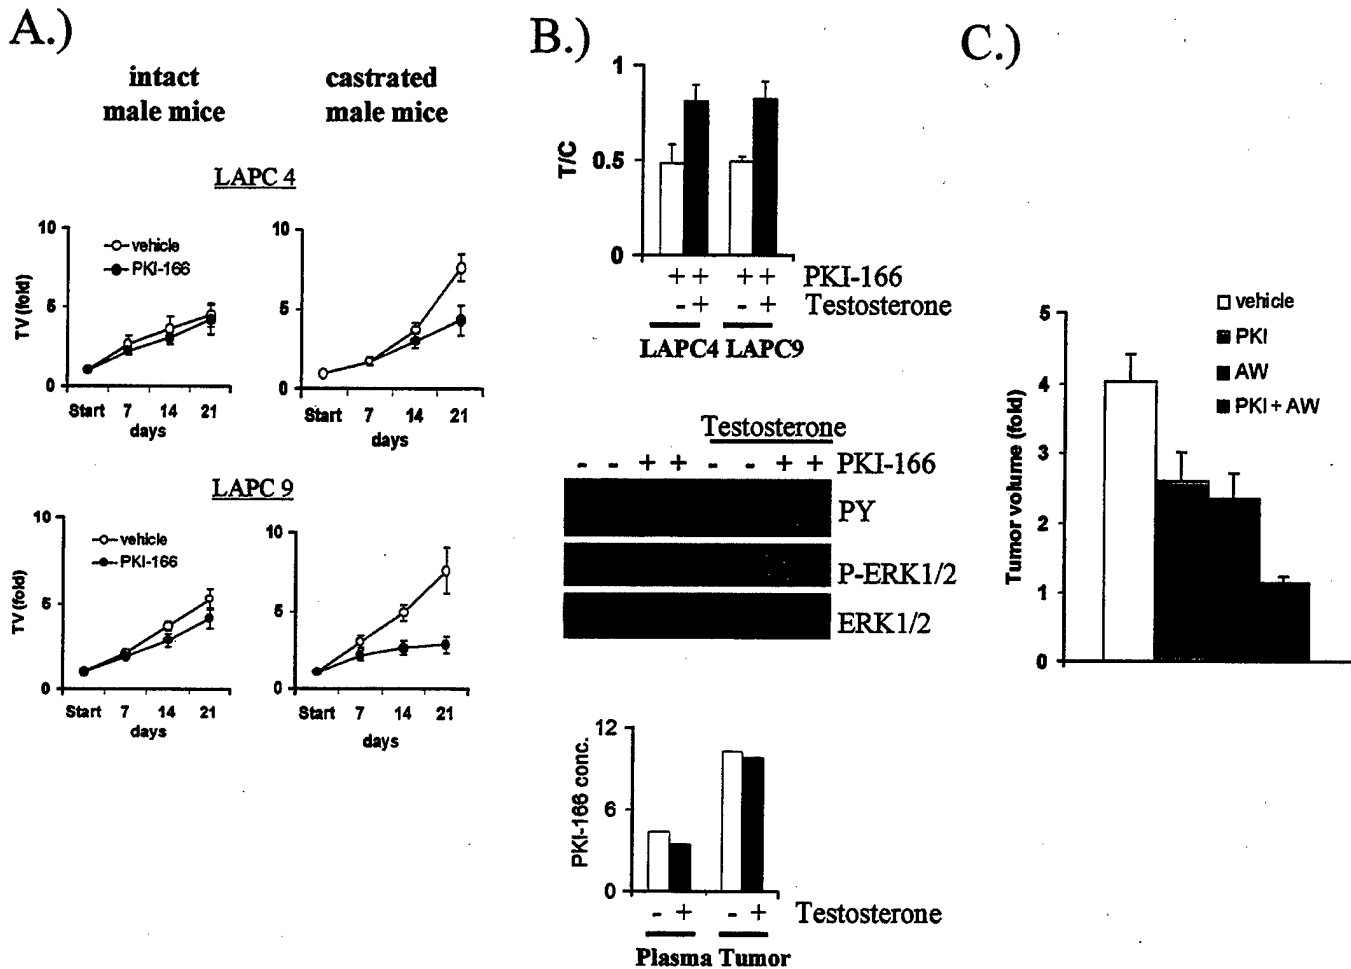 A.)
intact
male mice
castrated
male mice
LAPC 4
10
5
0
TV (fold)
vehicle
PKI-166
Start 7 14 21
days
10
5
0
Start 7 14 21
days
LAPC 9
10
5
0
TV (fold)
vehicle
PKI-166
Start 7 14 21
days
10
5
0
Start 7 14 21
days
B.)
1
0.5
0
T/C
+ + + + PKI-166
- + - + Testosterone
LAPC4 LAPC9
Testosterone
- - + + - - + + PKI-166
PY
P-ERK1/2
ERK1/2
12
6
0
PKI-166 conc.
- + - + Testosterone
Plasma Tumor
C.)
vehicle
PKI
AW
PKI + AW
5
4
3
2
1
0
Tumor volume (fold)